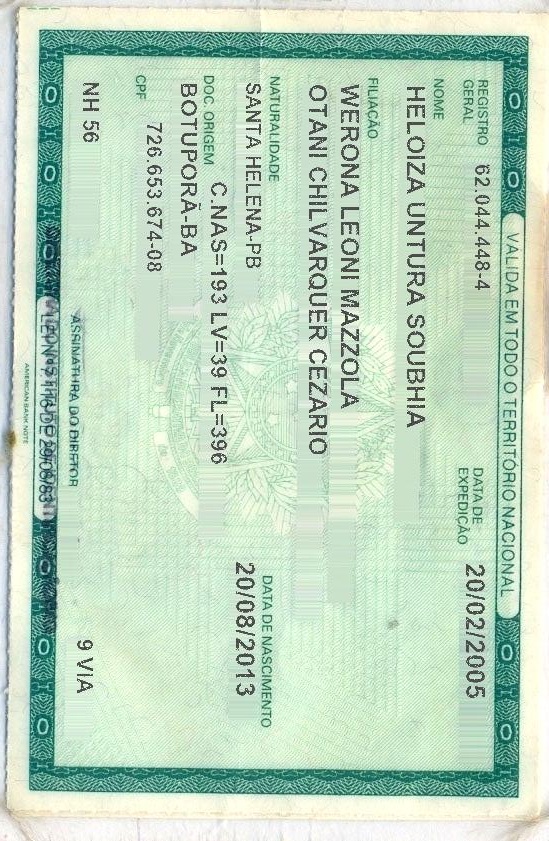 VÁLIDA EM TODO O TERRITÓRIO NACIONAL
REGISTRO GERAL 62.044.448-4 DATA DE EXPEDIÇÃO 20/02/2005
NOME
HELOIZA UNTURA SOUBHIA
FILIAÇÃO
WERONA LEONI MAZZOLA
OTANI CHILVARQUER CEZARIO
NATURALIDADE DATA DE NASCIMENTO
SANTA HELENA-PB 20/08/2013
DOC. ORIGEM C.NAS=193 LV=39 FL=396
BOTUPORÃ-BA
CPF 726.653.674-08
NH 56 9 VIA
ASSINATURA DO DIRETOR
LEI Nº 7.116 DE 29/08/83
AMERICAN BANK NOTE